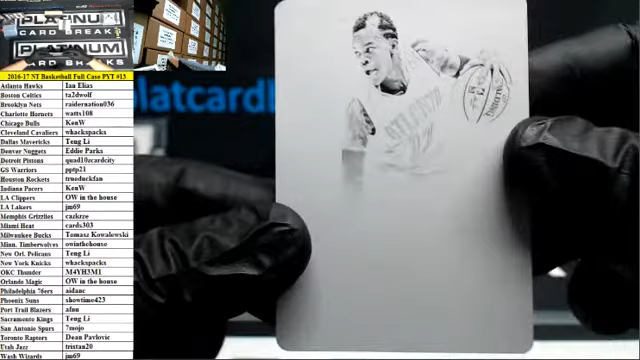 PLATINUM
CARD BREAK
PLATINUM
CARD BREAKS
2016-17 NT Basketball Full Case PYT #13
Atlanta Hawks Ian Elias
Boston Celtics ta2dwolf
Brooklyn Nets raidernation036
Charlotte Hornets watts108
Chicago Bulls KenW
Cleveland Cavaliers whackspacks
Dallas Mavericks Teng Li
Denver Nuggets Eddie Parks
Detroit Pistons quad10zcardcity
GS Warriors pptp21
Houston Rockets trueduckfan
Indiana Pacers KenW
LA Clippers OW in the house
LA Lakers jm69
Memphis Grizzlies cazkrze
Miami Heat cards303
Milwaukee Bucks Tomasz Kowalewski
Minn. Timberwolves owinthehouse
New Orl. Pelicans Teng Li
New York Knicks whackspacks
OKC Thunder M4YH3M1
Orlando Magic OW in the house
Philadelphia 76ers aidanc
Phoenix Suns showtime423
Port Trail Blazers afnu
Sacramento Kings Teng Li
San Antonio Spurs 7mojo
Toronto Raptors Dean Pavlovic
Utah Jazz tristan20
Wash Wizards jm69
platcard
ATLANTA